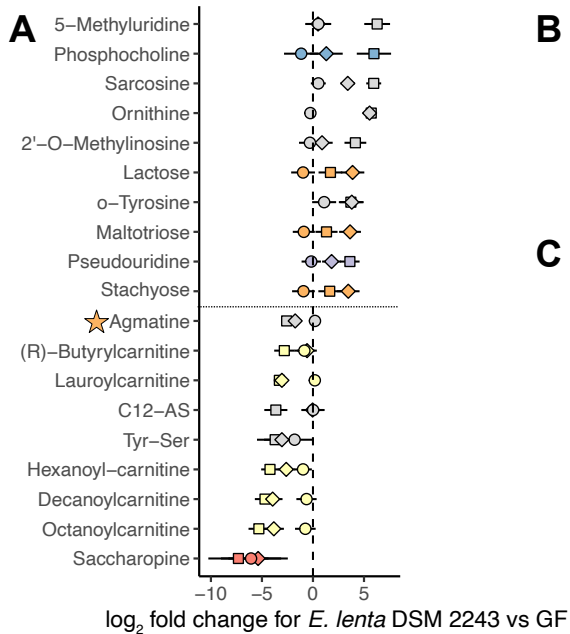 A
B
C
5−Methyluridine
Phosphocholine
Sarcosine
Ornithine
2'−O−Methylinosine
Lactose
o−Tyrosine
Maltotriose
Pseudouridine
Stachyose
Agmatine
(R)−Butyrylcarnitine
Lauroylcarnitine
C12−AS
Tyr−Ser
Hexanoyl−carnitine
Decanoylcarnitine
Octanoylcarnitine
Saccharopine
−10 −5 0 5
log₂ fold change for E. lenta DSM 2243 vs GF